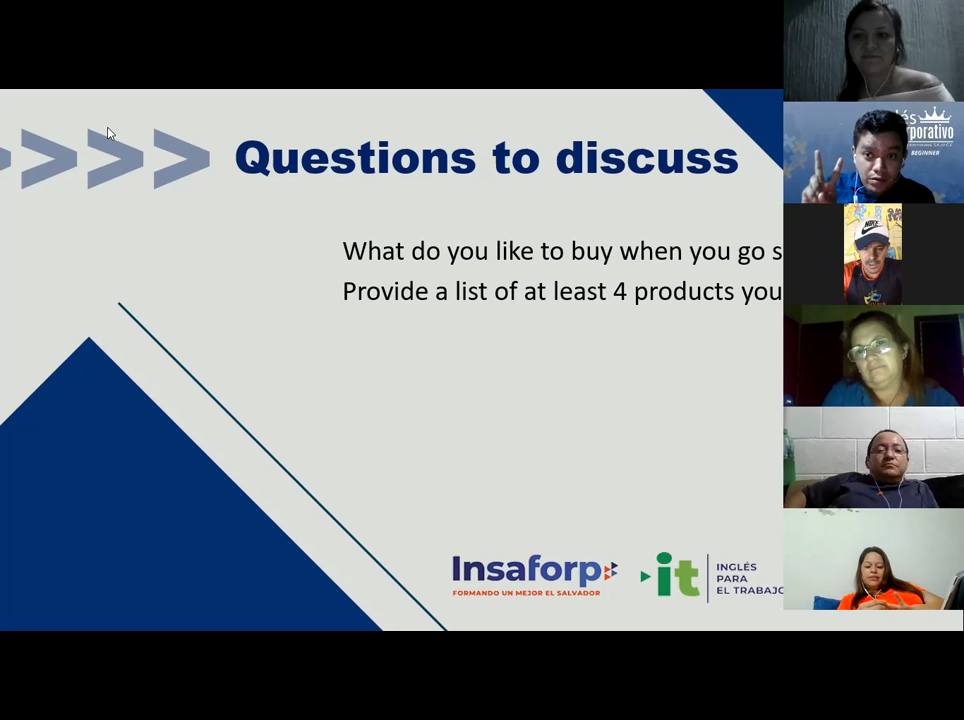 Questions to discuss
What do you like to buy when you go s
Provide a list of at least 4 products you
Insaforp
FORMANDO UN MEJOR EL SALVADOR
it
INGLÉS
PARA
EL TRABAJO
BEGINNER
NIKE